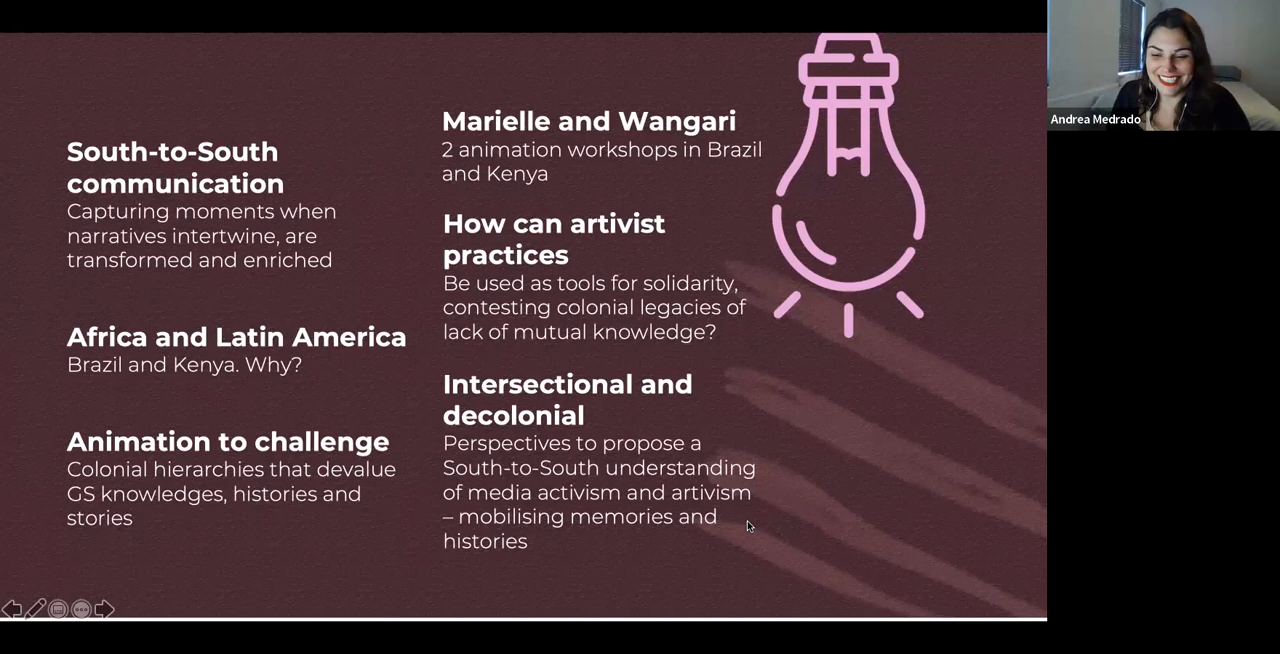 South-to-South
communication
Capturing moments when
narratives intertwine, are
transformed and enriched
Africa and Latin America
Brazil and Kenya. Why?
Animation to challenge
Colonial hierarchies that devalue
GS knowledges, histories and
stories
Marielle and Wangari
2 animation workshops in Brazil
and Kenya
How can artivist
practices
Be used as tools for solidarity,
contesting colonial legacies of
lack of mutual knowledge?
Intersectional and
decolonial
Perspectives to propose a
South-to-South understanding
of media activism and artivism
– mobilising memories and
histories
Andrea Medrado